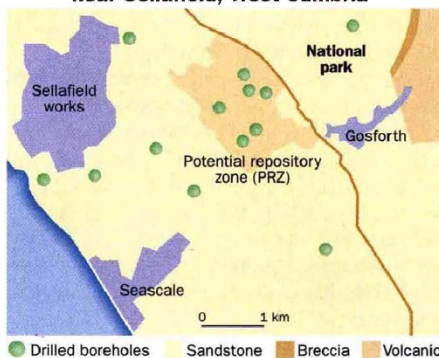 near Sellafield, West Cumbria
National
park
Sellafield
works
Gosforth
Potential repository
zone (PRZ)
Seascale
0 1 km
Drilled boreholes Sandstone Breccia Volcanic